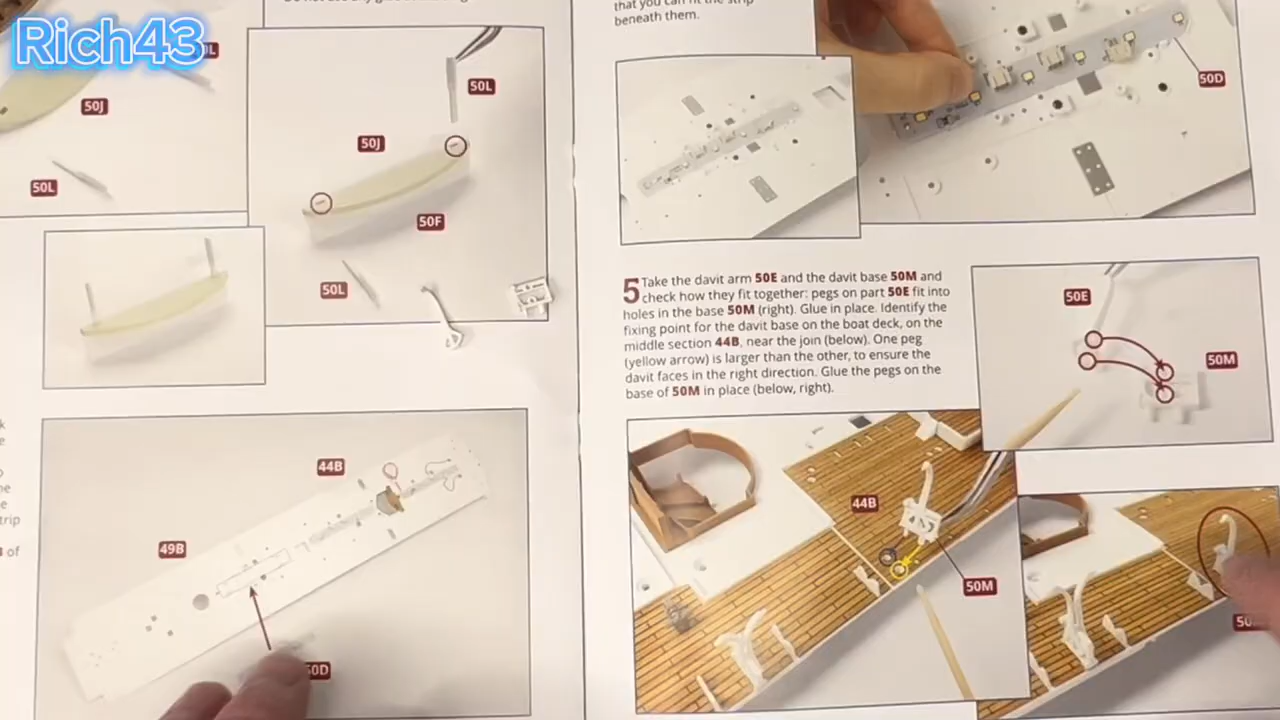 Rich43
50J
50L
50L
50J
50L
50F
50L
44B
49B
50D
that you can fit the strip
beneath them.
50D
5 Take the davit arm 50E and the davit base 50M and
check how they fit together: pegs on part 50E fit into
holes in the base 50M (right). Glue in place. Identify the
fixing point for the davit base on the boat deck, on the
middle section 44B, near the join (below). One peg
(yellow arrow) is larger than the other, to ensure the
davit faces in the right direction. Glue the pegs on the
base of 50M in place (below, right).
50E
50M
44B
50M